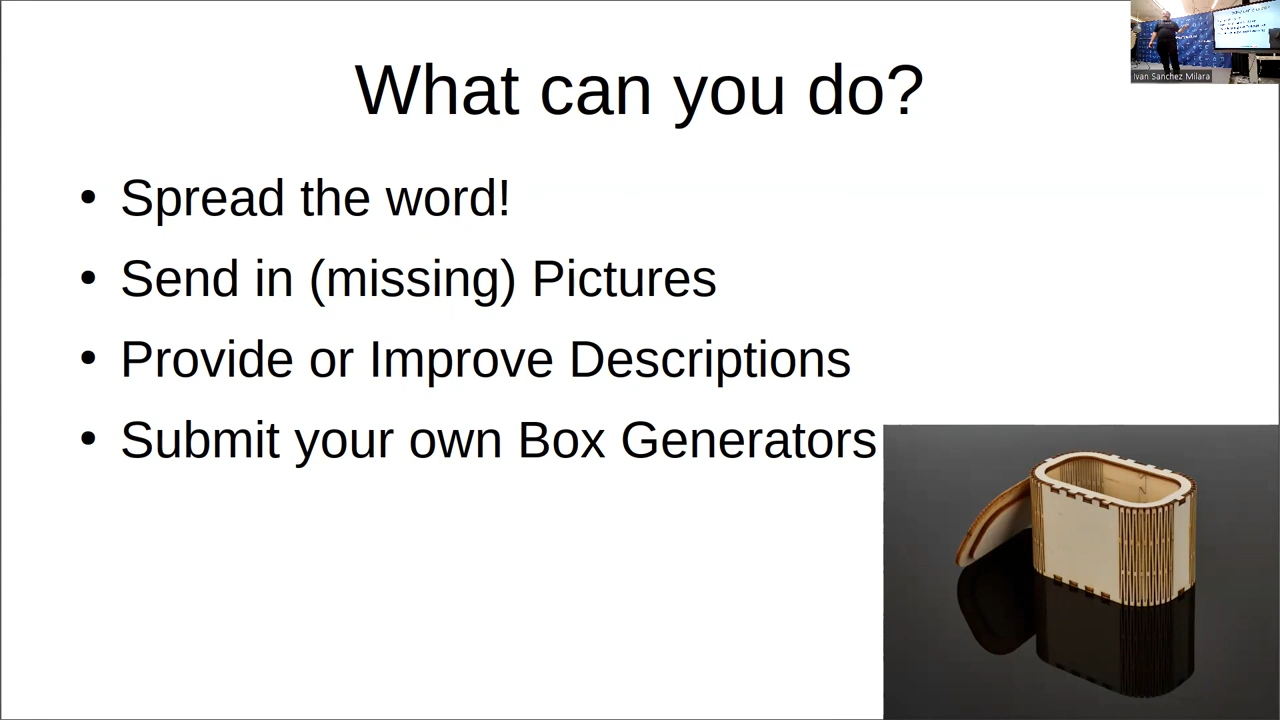 What can you do?
• Spread the word!
• Send in (missing) Pictures
• Provide or Improve Descriptions
• Submit your own Box Generators
Ivan Sanchez Milara